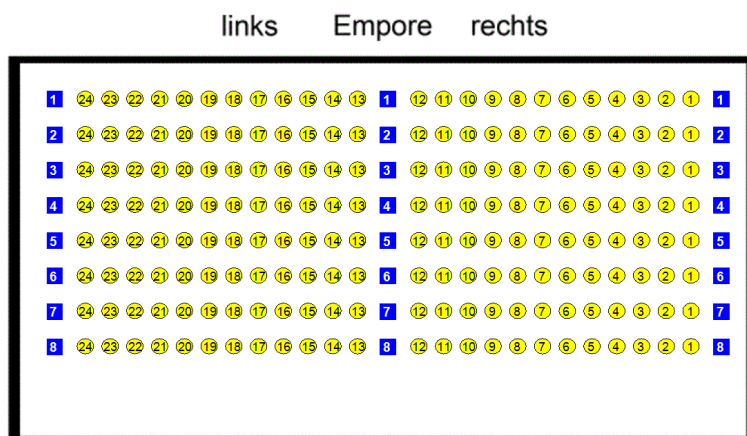 links Empore rechts
1 24 23 22 21 20 19 18 17 16 15 14 13 1 12 11 10 9 8 7 6 5 4 3 2 1 1
2 24 23 22 21 20 19 18 17 16 15 14 13 2 12 11 10 9 8 7 6 5 4 3 2 1 2
3 24 23 22 21 20 19 18 17 16 15 14 13 3 12 11 10 9 8 7 6 5 4 3 2 1 3
4 24 23 22 21 20 19 18 17 16 15 14 13 4 12 11 10 9 8 7 6 5 4 3 2 1 4
5 24 23 22 21 20 19 18 17 16 15 14 13 5 12 11 10 9 8 7 6 5 4 3 2 1 5
6 24 23 22 21 20 19 18 17 16 15 14 13 6 12 11 10 9 8 7 6 5 4 3 2 1 6
7 24 23 22 21 20 19 18 17 16 15 14 13 7 12 11 10 9 8 7 6 5 4 3 2 1 7
8 24 23 22 21 20 19 18 17 16 15 14 13 8 12 11 10 9 8 7 6 5 4 3 2 1 8